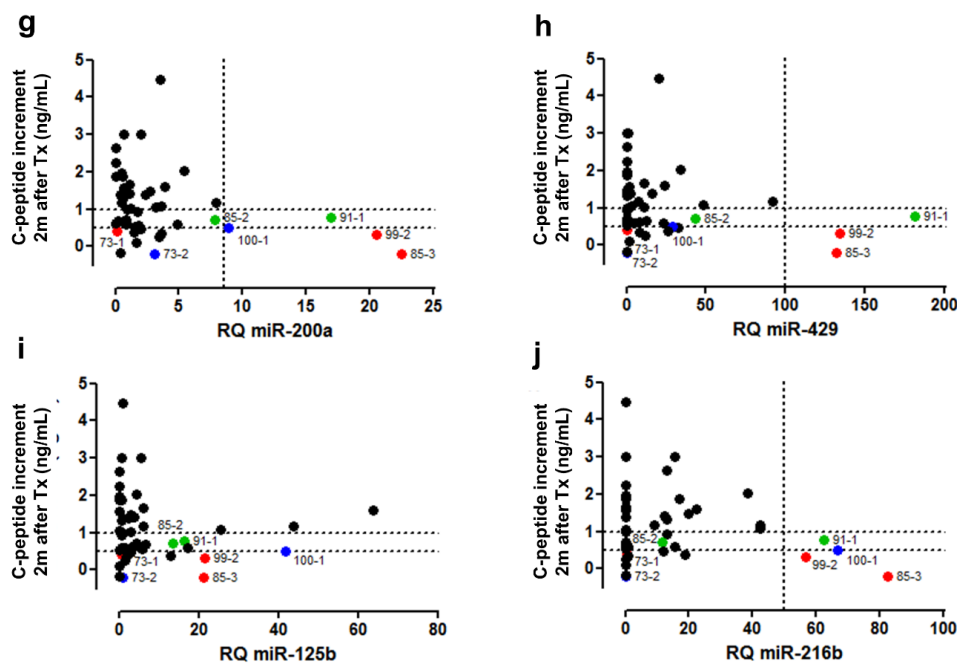 g
C-peptide increment
2m after Tx (ng/mL)
5
4
3
2
1
0
85-2
91-1
73-1
100-1
99-2
73-2
85-3
0 5 10 15 20 25
RQ miR-200a
h
C-peptide increment
2m after Tx (ng/mL)
5
4
3
2
1
0
85-2
91-1
100-1
99-2
73-1
73-2
85-3
0 50 100 150 200
RQ miR-429
i
C-peptide increment
2m after Tx (ng/mL)
5
4
3
2
1
0
85-2
91-1
73-1
99-2
100-1
73-2
85-3
0 20 40 60 80
RQ miR-125b
j
C-peptide increment
2m after Tx (ng/mL)
5
4
3
2
1
0
85-2
91-1
73-1
99-2
100-1
73-2
85-3
0 20 40 60 80 100
RQ miR-216b